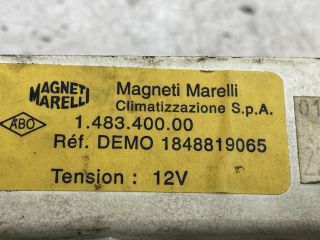 MAGNETI
MARELLI
Magneti Marelli
Climatizzazione S.p.A.
ABO
1.483.400.00
Réf. DEMO 1848819065
Tension : 12V